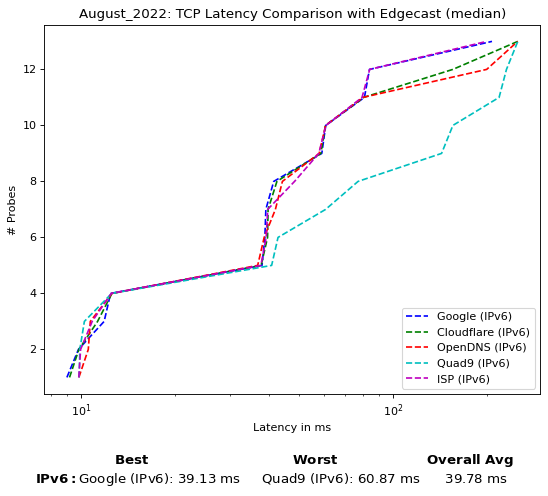 August_2022: TCP Latency Comparison with Edgecast (median)
# Probes
12
10
8
6
4
2
Google (IPv6)
Cloudflare (IPv6)
OpenDNS (IPv6)
Quad9 (IPv6)
ISP (IPv6)
10¹ 10²
Latency in ms
Best Worst Overall Avg
IPv6: Google (IPv6): 39.13 ms Quad9 (IPv6): 60.87 ms 39.78 ms